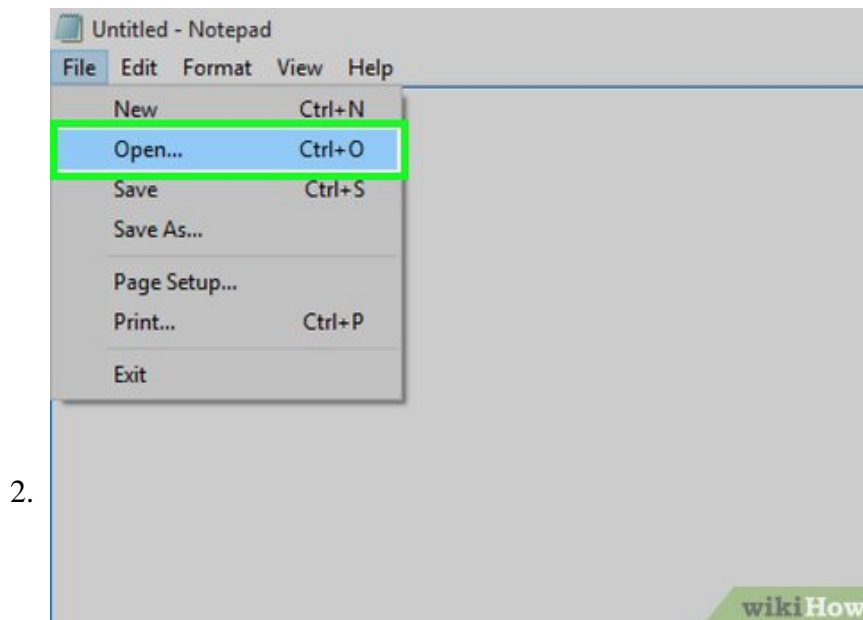 Untitled - Notepad
File Edit Format View Help
New Ctrl+N
Open... Ctrl+O
Save Ctrl+S
Save As...
Page Setup...
Print... Ctrl+P
Exit
2.
wikiHow